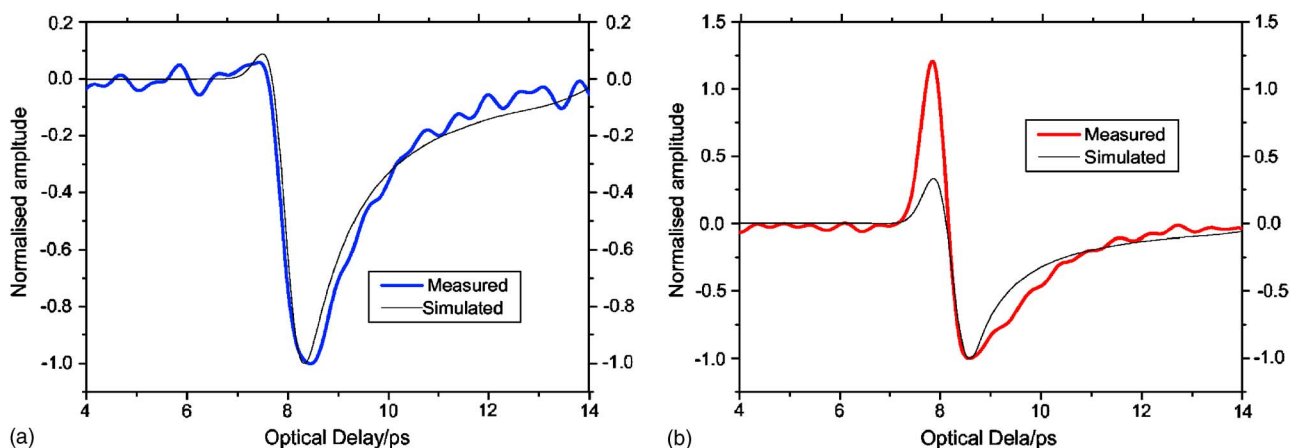 0.2 0.2
0.0 0.0
-0.2 -0.2
-0.4 -0.4
-0.6 -0.6
-0.8 -0.8
-1.0 -1.0
4 6 8 10 12 14
Normalised ampltude
Optical Delay/ps
Measured
Simulated
(a)
1.5 1.5
1.0 1.0
0.5 0.5
0.0 0.0
-0.5 -0.5
-1.0 -1.0
4 6 8 10 12 14
Normalised amplitude
Optical Dela/ps
Measured
Simulated
(b)